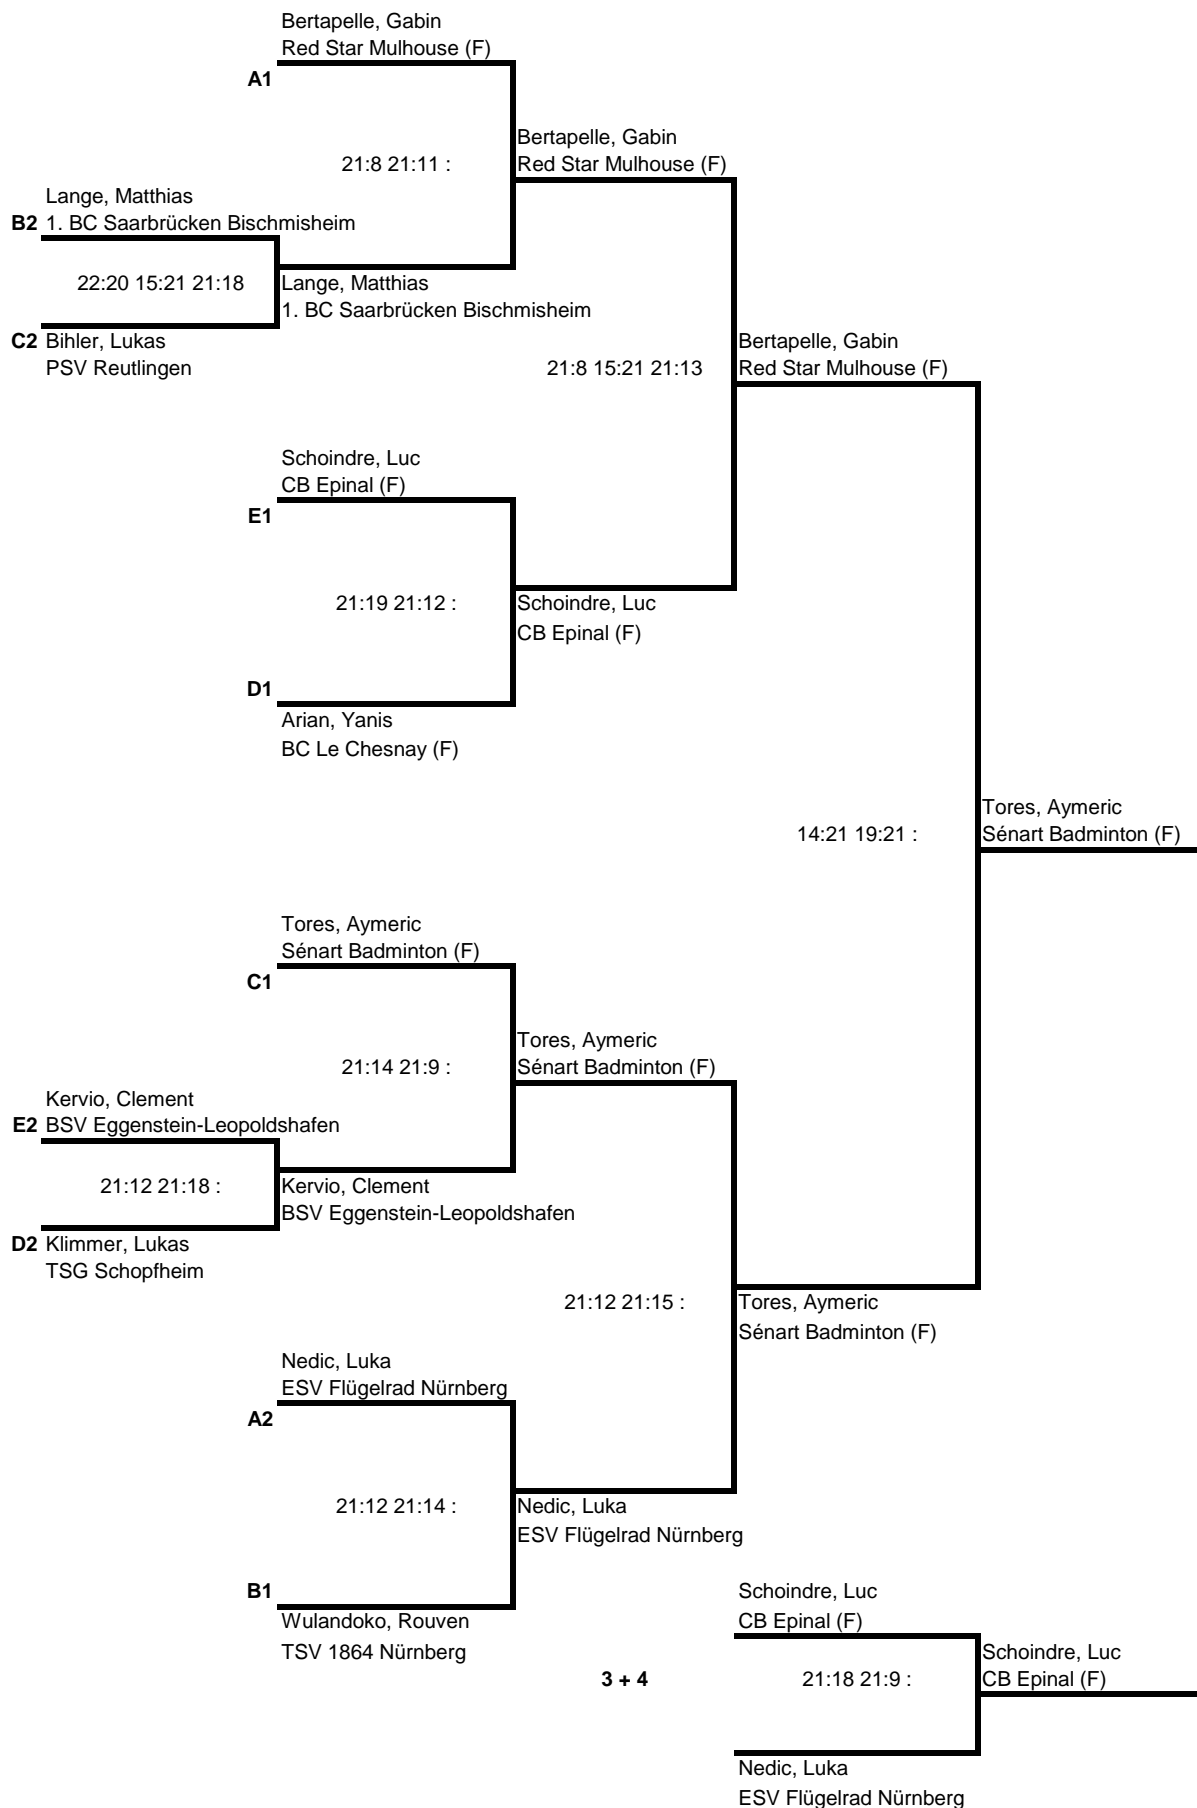 Bertapelle, Gabin
Red Star Mulhouse (F)
A1
Bertapelle, Gabin
21:8 21:11 :
Red Star Mulhouse (F)
Lange, Matthias
B2 1. BC Saarbrücken Bischmisheim
22:20 15:21 21:18
Lange, Matthias
1. BC Saarbrücken Bischmisheim
C2 Bihler, Lukas
PSV Reutlingen
Bertapelle, Gabin
21:8 15:21 21:13
Red Star Mulhouse (F)
Schoindre, Luc
CB Epinal (F)
E1
21:19 21:12 :
Schoindre, Luc
CB Epinal (F)
D1
Arian, Yanis
BC Le Chesnay (F)
Tores, Aymeric
14:21 19:21 :
Sénart Badminton (F)
Tores, Aymeric
Sénart Badminton (F)
C1
Tores, Aymeric
21:14 21:9 :
Sénart Badminton (F)
Kervio, Clement
E2 BSV Eggenstein-Leopoldshafen
21:12 21:18 :
Kervio, Clement
BSV Eggenstein-Leopoldshafen
D2 Klimmer, Lukas
TSG Schopfheim
21:12 21:15 :
Tores, Aymeric
Sénart Badminton (F)
Nedic, Luka
ESV Flügelrad Nürnberg
A2
21:12 21:14 :
Nedic, Luka
ESV Flügelrad Nürnberg
B1
Wulandoko, Rouven
TSV 1864 Nürnberg
Schoindre, Luc
CB Epinal (F)
3 + 4
21:18 21:9 :
Schoindre, Luc
CB Epinal (F)
Nedic, Luka
ESV Flügelrad Nürnberg